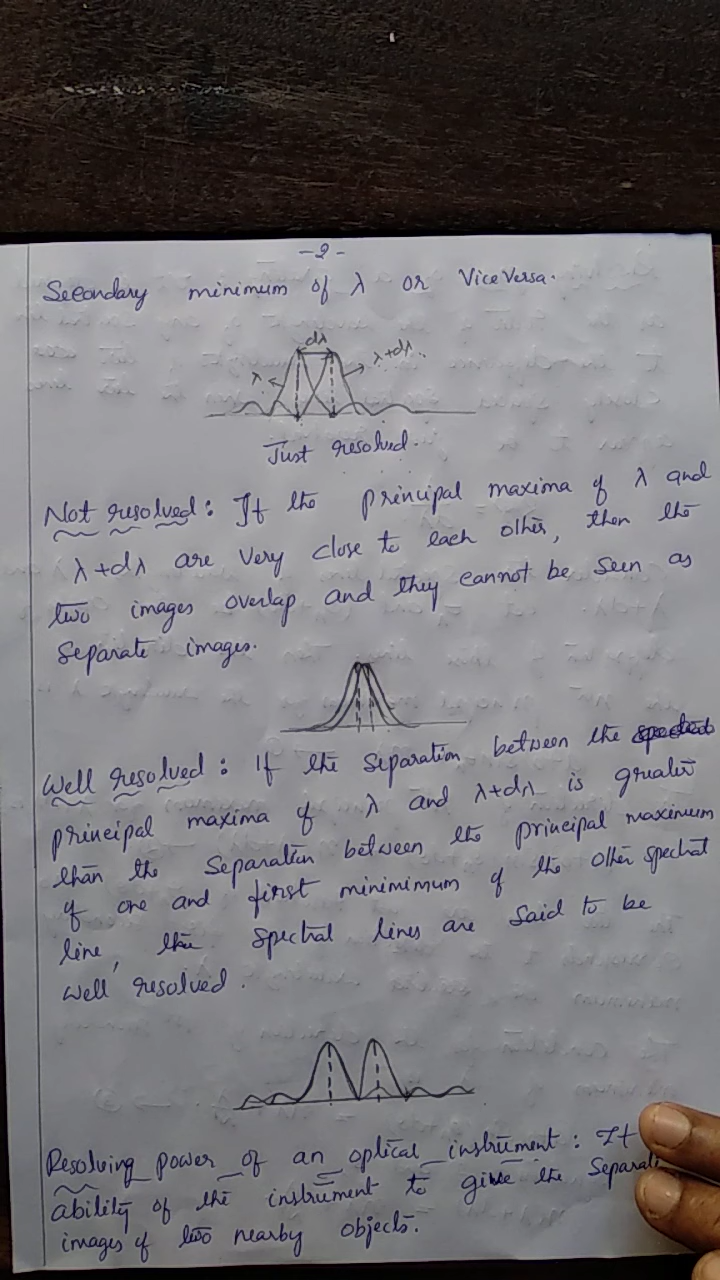 -2-
Secondary minimum of λ or Vice Versa.
dλ
λ
λ+dλ.
Just resolved.
Not resolved: If the principal maxima of λ and
λ+dλ are very close to each other, then the
two images overlap and they cannot be seen as
separate images.
Well resolved: If the separation between the
principal maxima of λ and λ+dλ is greater
than the separation between the principal maximum
of one and first minimimum of the other spectral
line, the spectral lines are said to be
well resolved.
Resolving power of an optical instrument: It
ability of the instrument to give the Separat
images of two nearby objects.